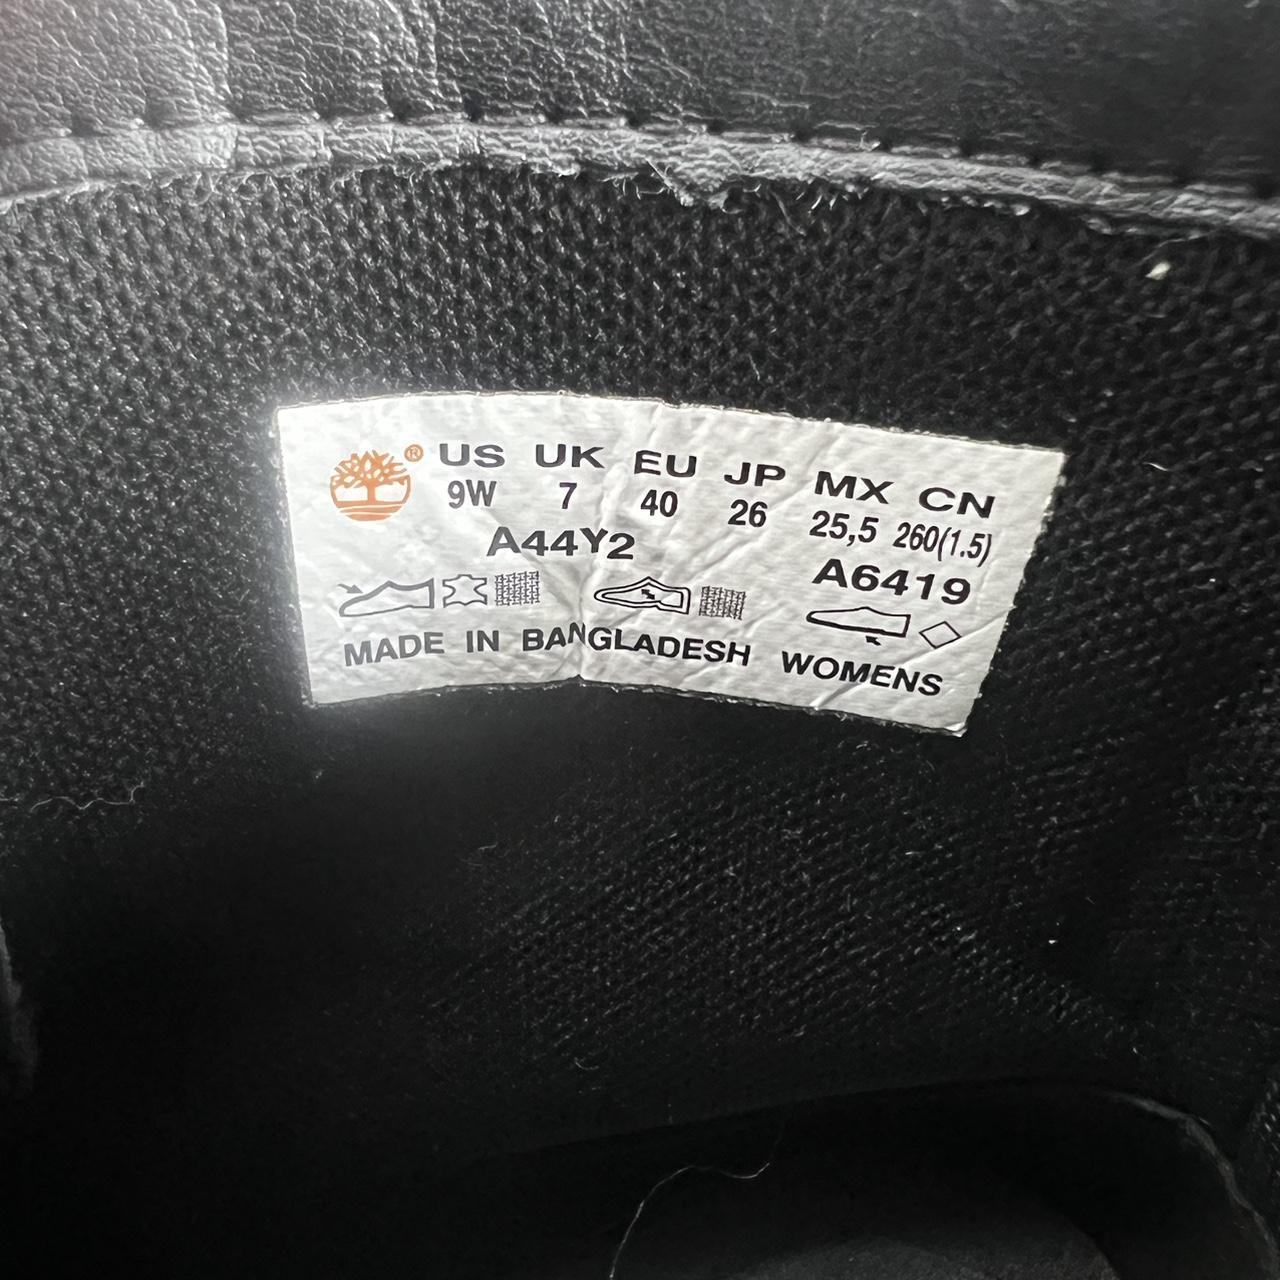 ® US UK EU JP MX CN
9W 7 40 26 25,5 260(1.5)
A44Y2 A6419
MADE IN BANGLADESH WOMENS